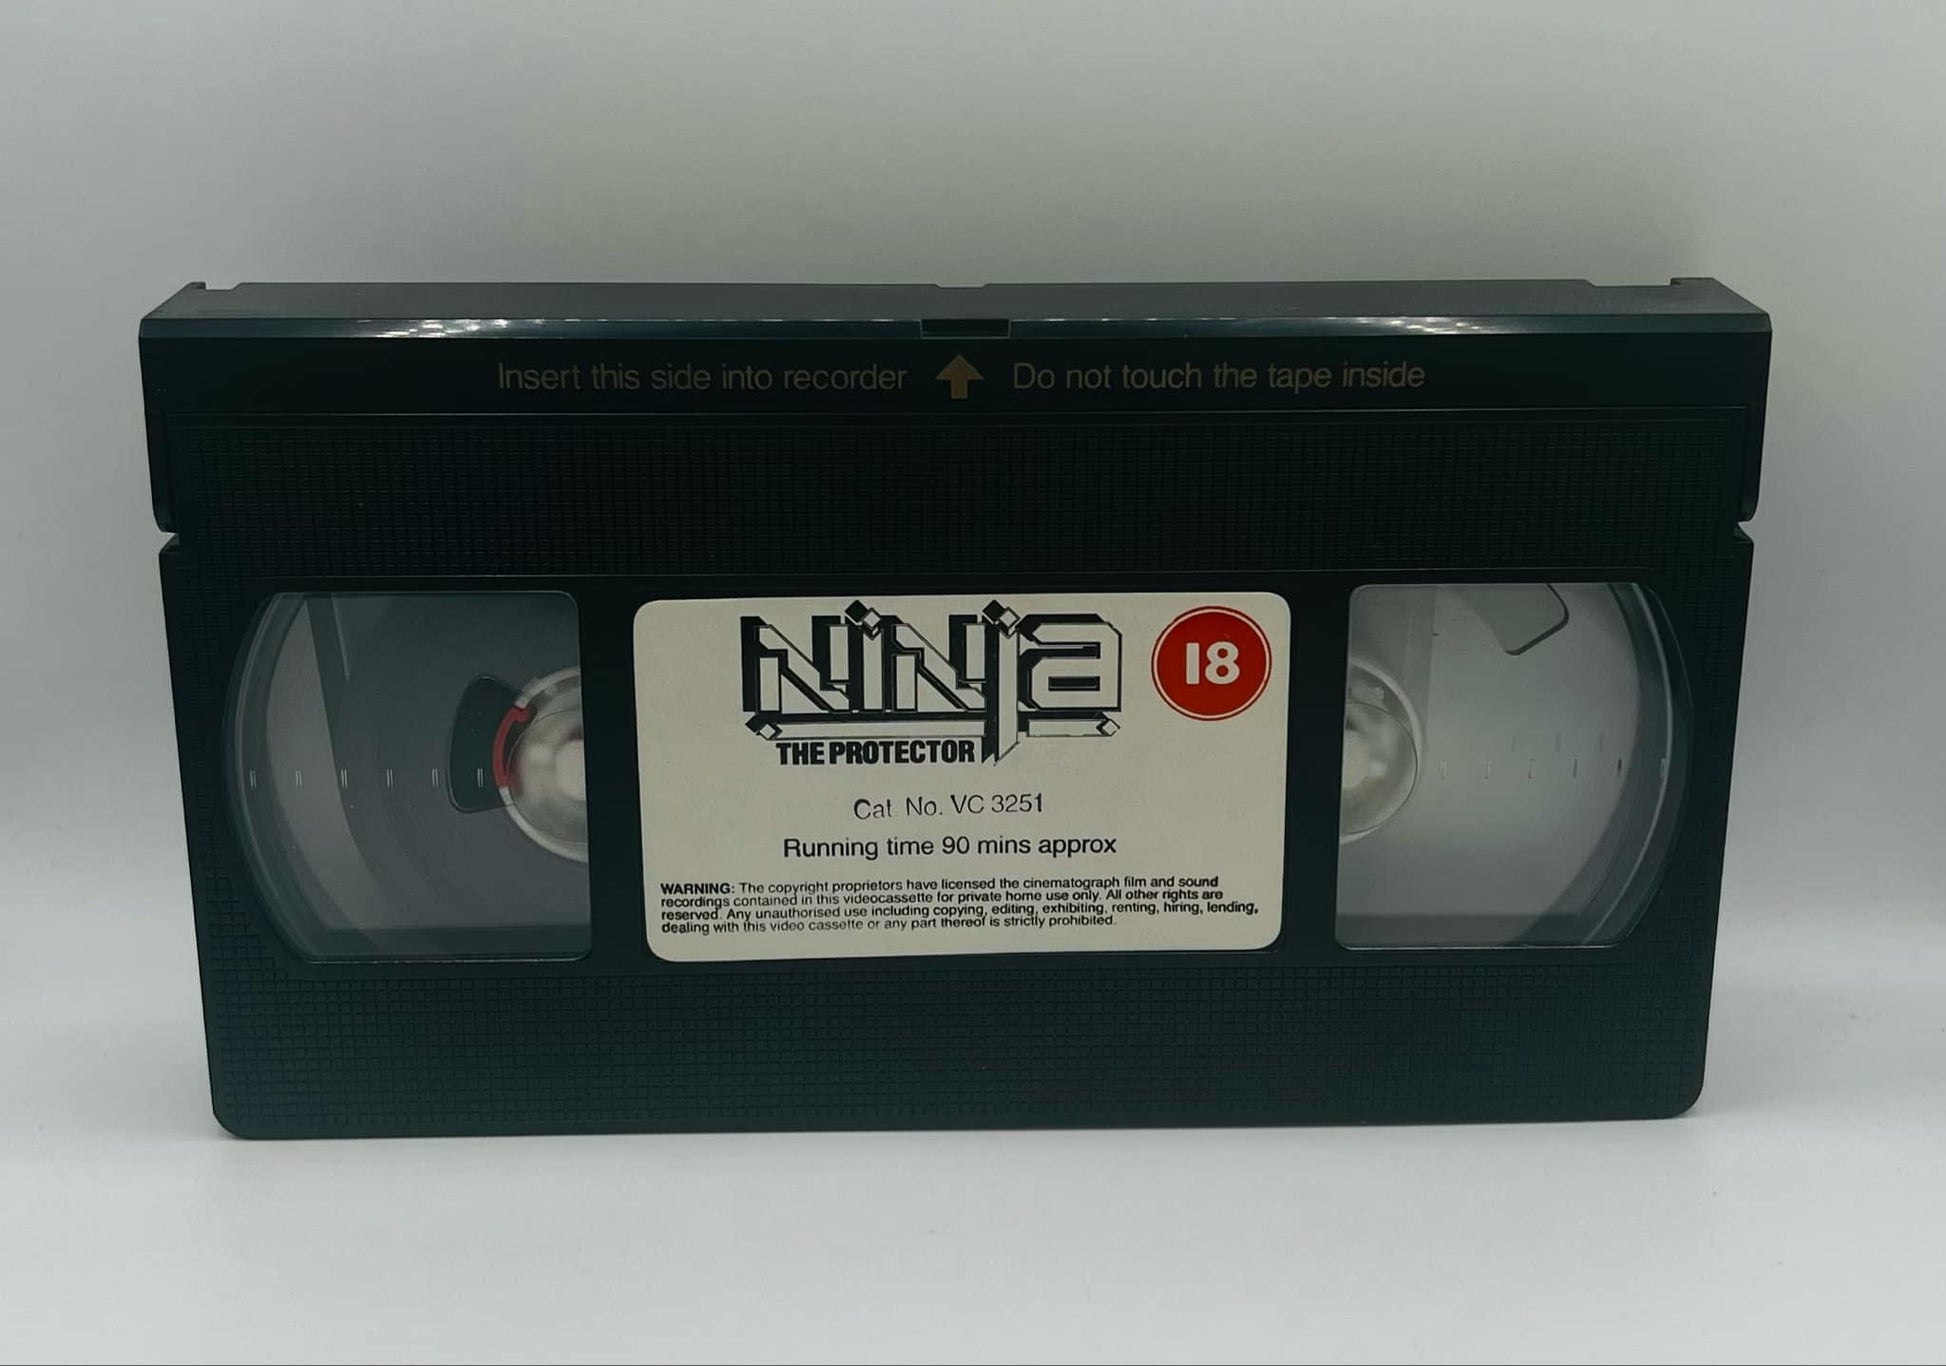 Insert this side into recorder Do not touch the tape inside
NiNja
18
THE PROTECTOR
Cat. No. VC 3251
Running time 90 mins approx
WARNING: The copyright proprietors have licensed the cinematograph film and sound
recordings contained in this videocassette for private home use only. All other rights are
reserved. Any unauthorised use including copying, editing, exhibiting, renting, hiring, lending,
dealing with this video cassette or any part thereof is strictly prohibited.